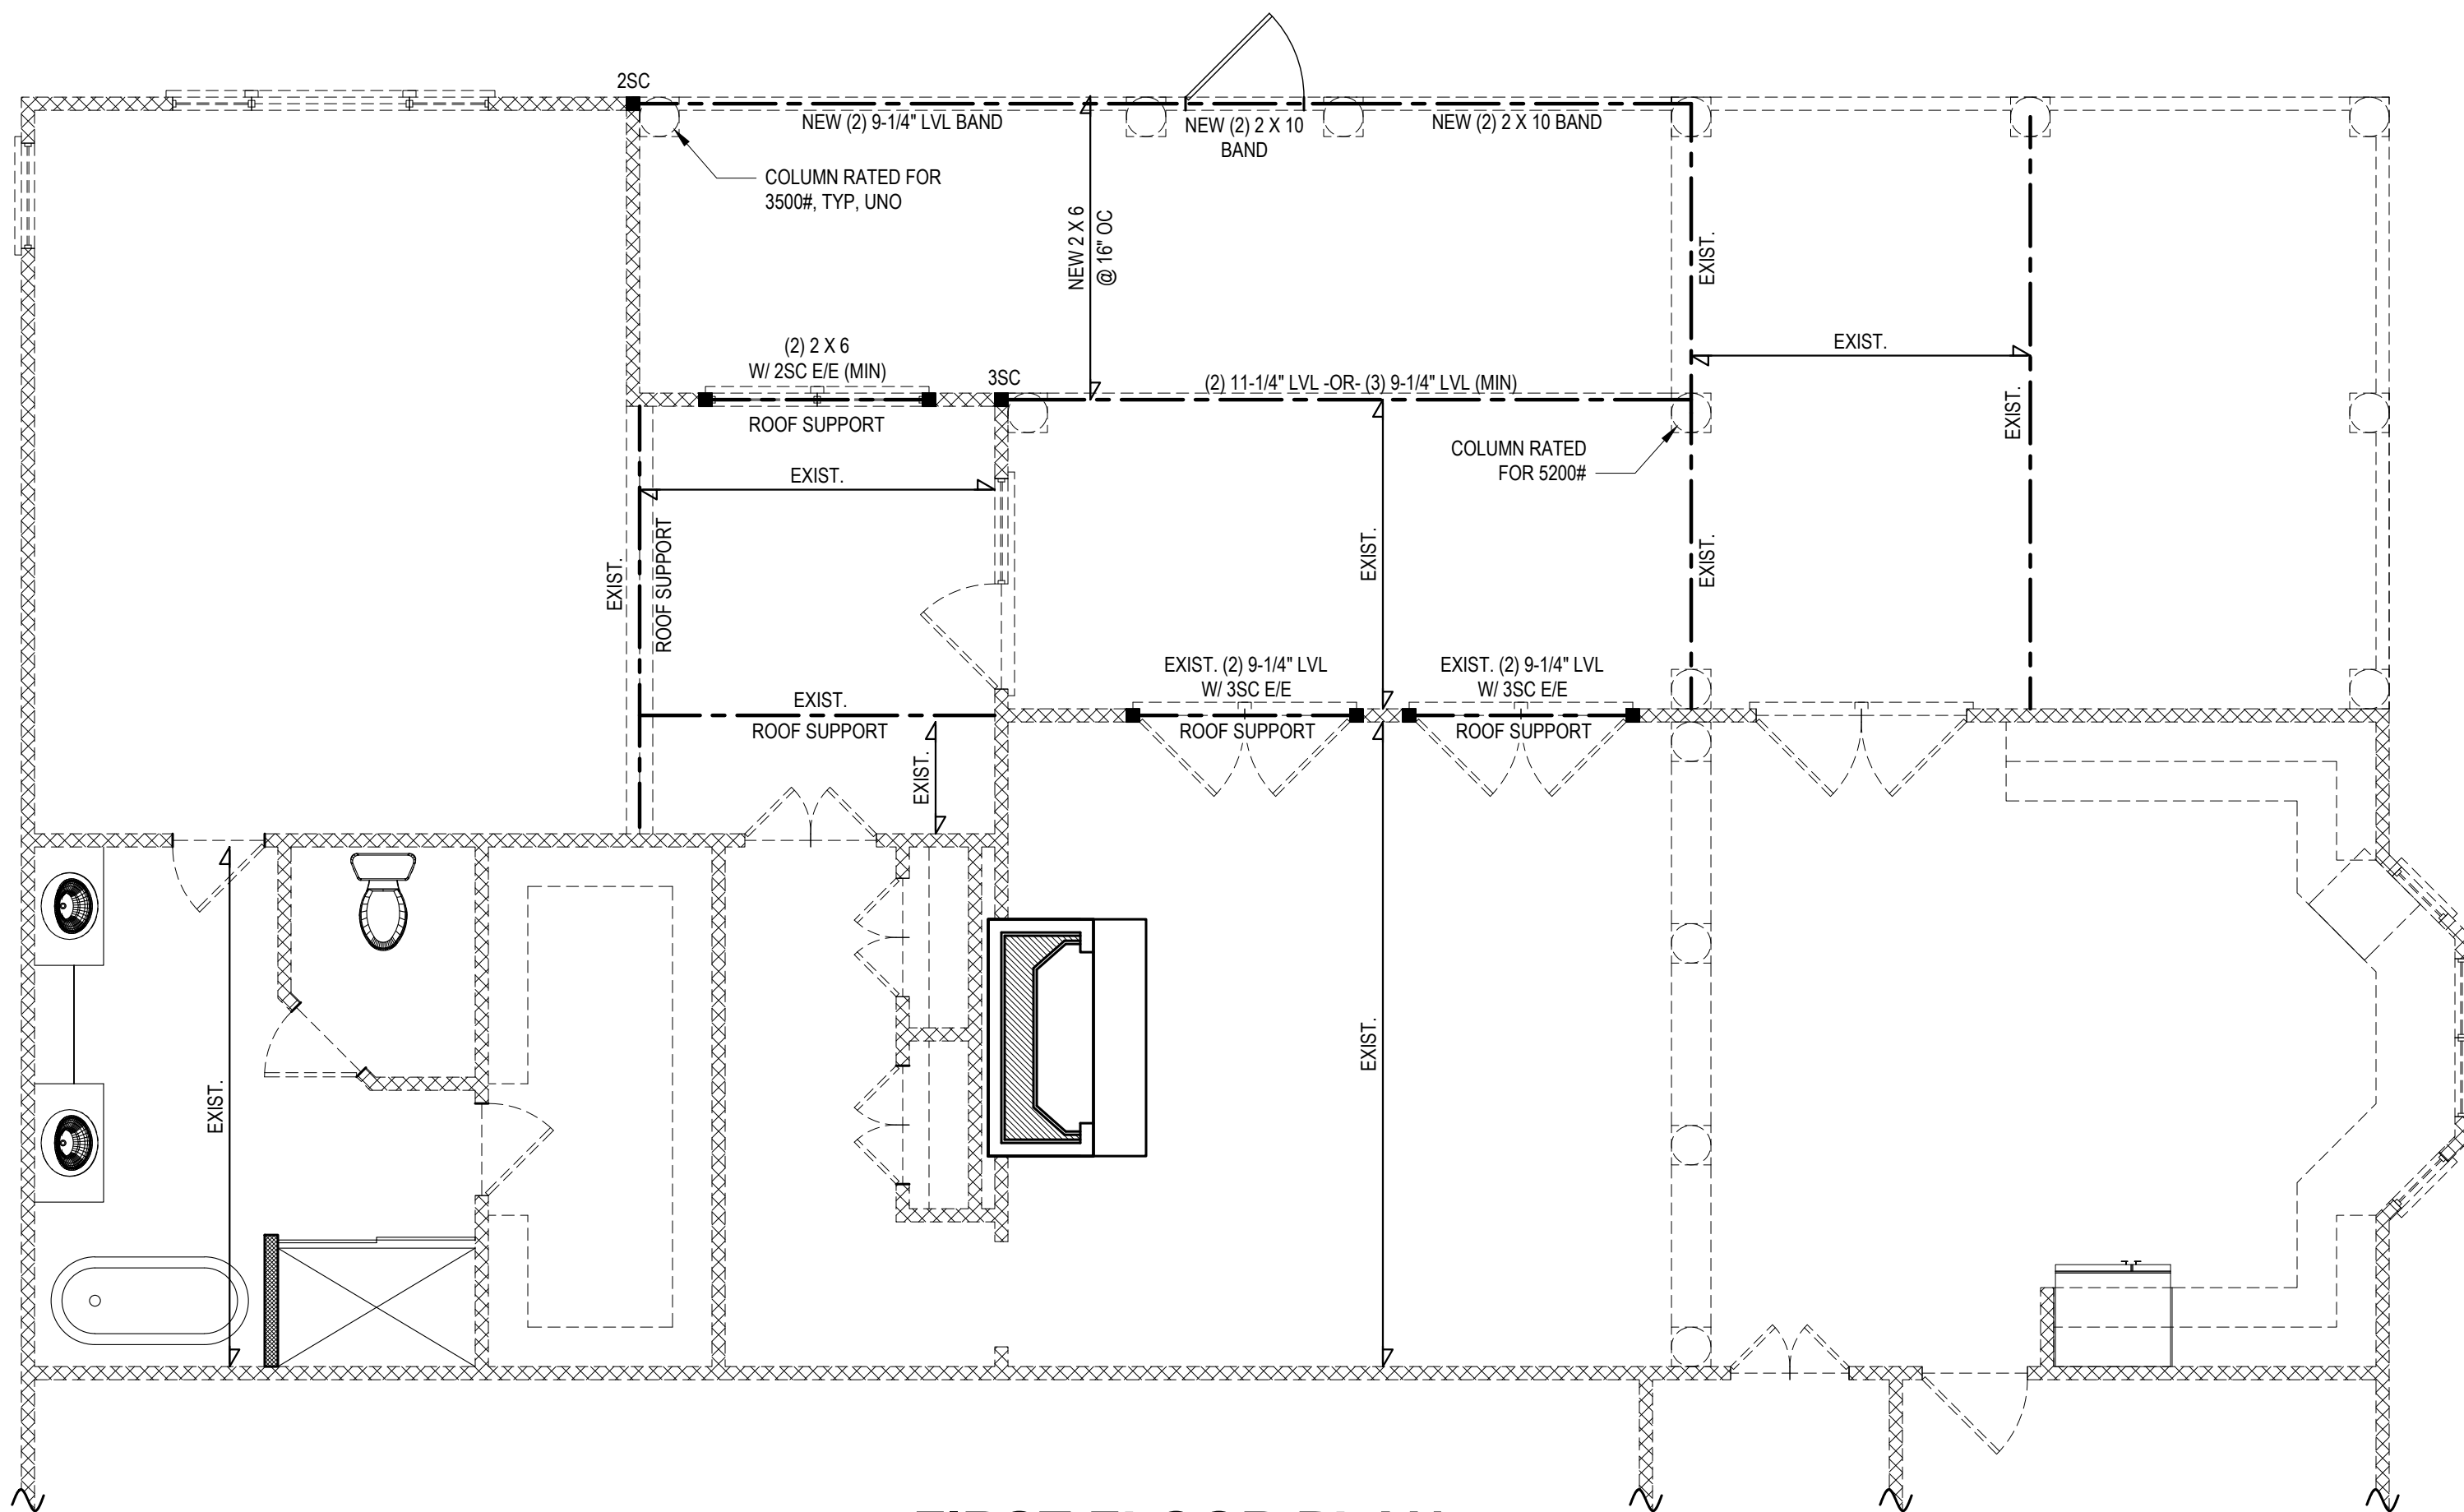 2SC
NEW (2) 9-1/4" LVL BAND
NEW (2) 2 X 10
BAND
NEW (2) 2 X 10 BAND
COLUMN RATED FOR
3500#, TYP, UNO
NEW 2 X 6
@ 16" OC
EXIST.
EXIST.
(2) 2 X 6
W/ 2SC E/E (MIN)
3SC
(2) 11-1/4" LVL -OR- (3) 9-1/4" LVL (MIN)
EXIST.
ROOF SUPPORT
COLUMN RATED
FOR 5200#
EXIST.
EXIST.
ROOF SUPPORT
EXIST.
EXIST.
EXIST. (2) 9-1/4" LVL
W/ 3SC E/E
EXIST. (2) 9-1/4" LVL
W/ 3SC E/E
EXIST.
ROOF SUPPORT
ROOF SUPPORT
ROOF SUPPORT
EXIST.
EXIST.
EXIST.
FIRST FLOOR PLAN